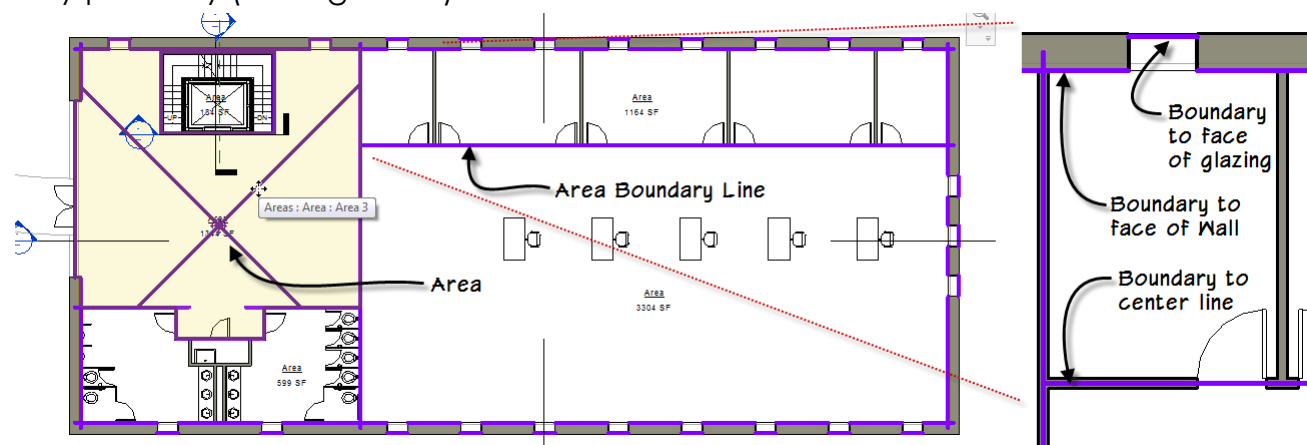 Area
184 SF
UP
DN
Area
1164 SF
Area Boundary Line
Areas : Area : Area 3
Area
Area
Area
3304 SF
Area
599 SF
Boundary
to face
of glazing
Boundary to
face of Wall
Boundary to
center line